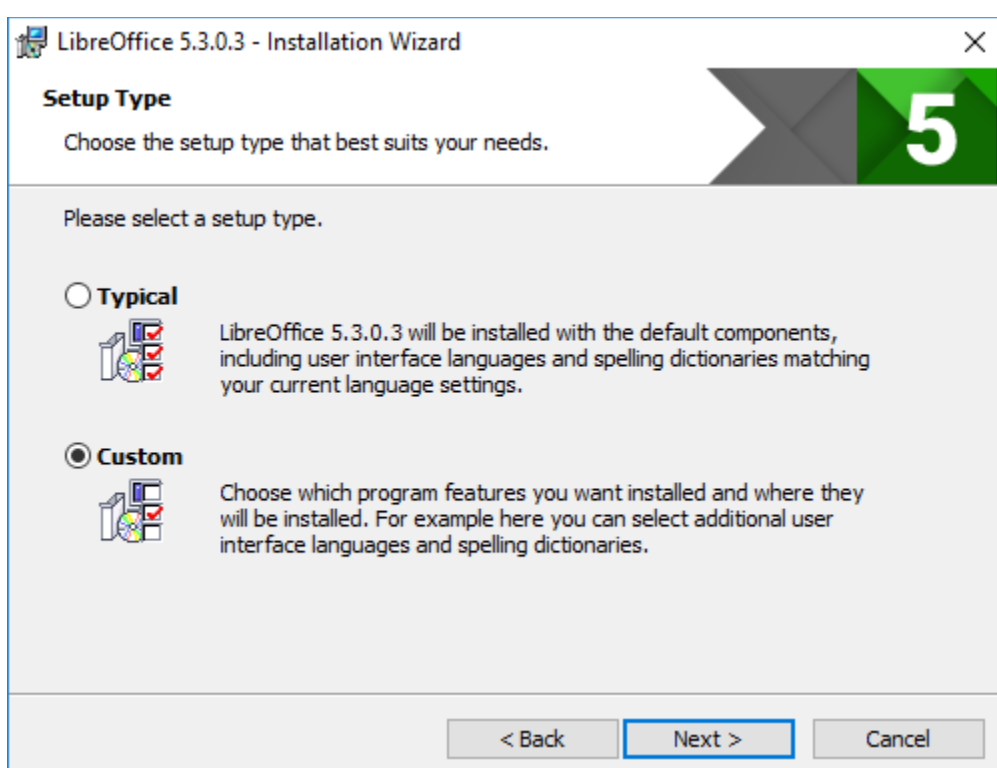 LibreOffice 5.3.0.3 - Installation Wizard
Setup Type
5
Choose the setup type that best suits your needs.
Please select a setup type.
Typical
LibreOffice 5.3.0.3 will be installed with the default components,
including user interface languages and spelling dictionaries matching
your current language settings.
Custom
Choose which program features you want installed and where they
will be installed. For example here you can select additional user
interface languages and spelling dictionaries.
< Back Next > Cancel